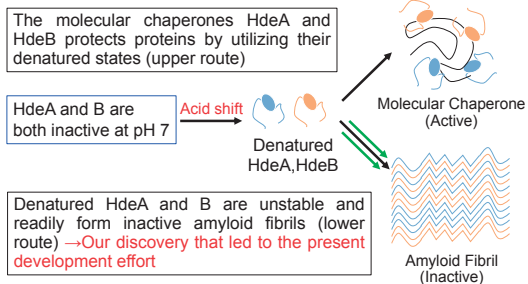 The molecular chaperones HdeA and
HdeB protects proteins by utilizing their
denatured states (upper route)
Molecular Chaperone
(Active)
HdeA and B are
both inactive at pH 7
Acid shift
Denatured
HdeA,HdeB
Denatured HdeA and B are unstable and
readily form inactive amyloid fibrils (lower
route) →Our discovery that led to the present
development effort
Amyloid Fibril
(Inactive)